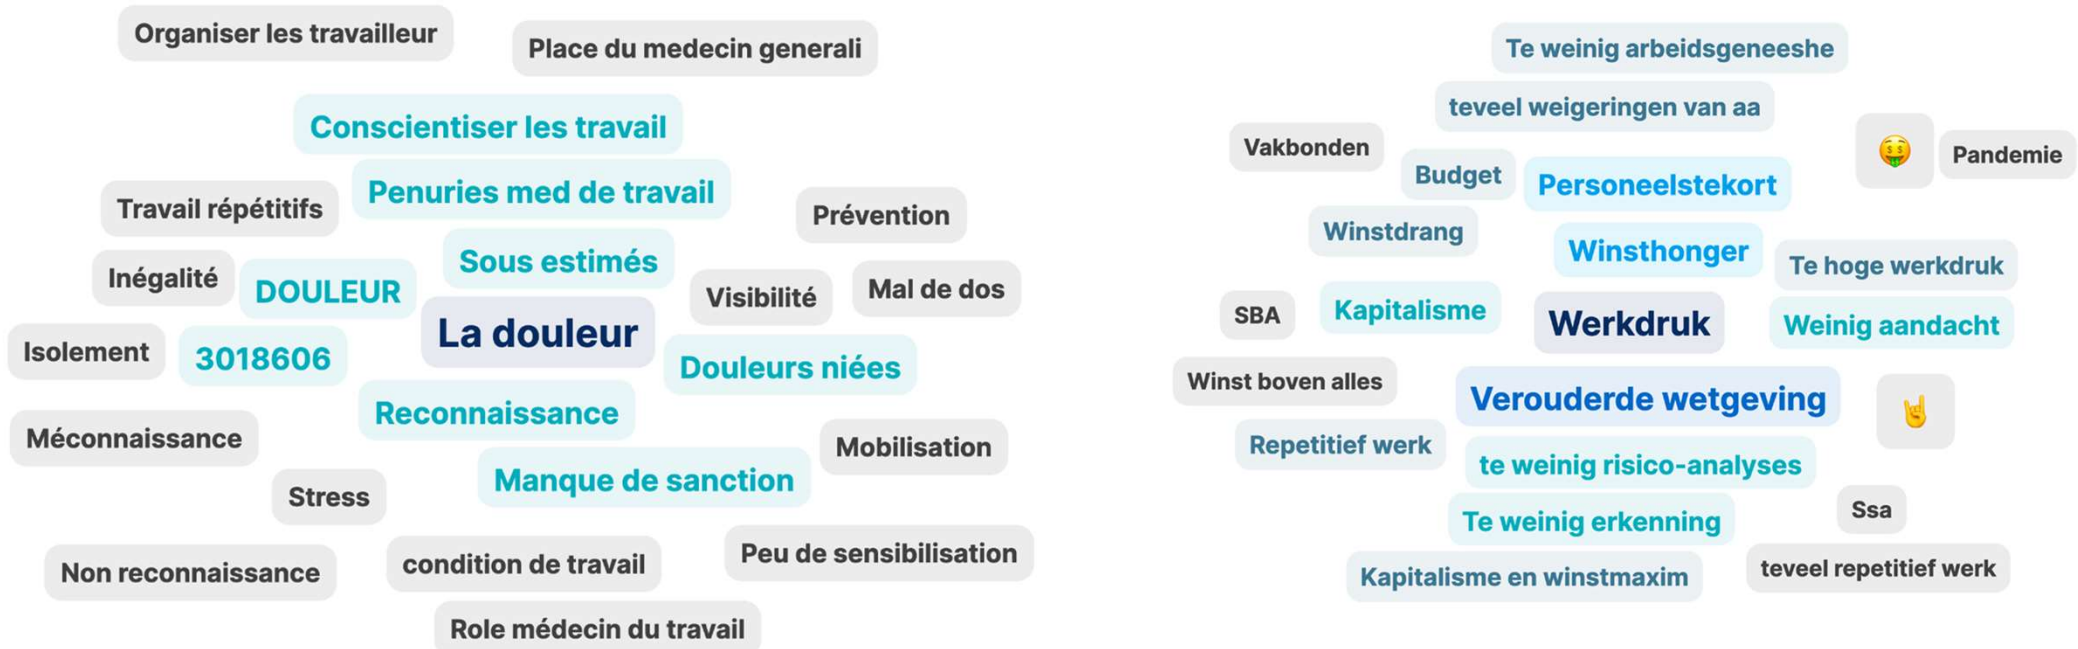 Organiser les travailleur
Place du medecin generali
Conscientiser les travail
Penuries med de travail
Travail répétitifs
Prévention
Sous estimés
Inégalité
DOULEUR
Visibilité
Mal de dos
La douleur
Isolement
3018606
Douleurs niées
Reconnaissance
Méconnaissance
Mobilisation
Manque de sanction
Stress
Peu de sensibilisation
condition de travail
Non reconnaissance
Role médecin du travail
Te weinig arbeidsgeneeshe
teveel weigeringen van aa
Vakbonden
🤑
Pandemie
Budget
Personeelstekort
Winstdrang
Winsthonger
Te hoge werkdruk
SBA
Kapitalisme
Werkdruk
Weinig aandacht
Winst boven alles
Verouderde wetgeving
🤘
Repetitief werk
te weinig risico-analyses
Ssa
Te weinig erkenning
Kapitalisme en winstmaxim
teveel repetitief werk